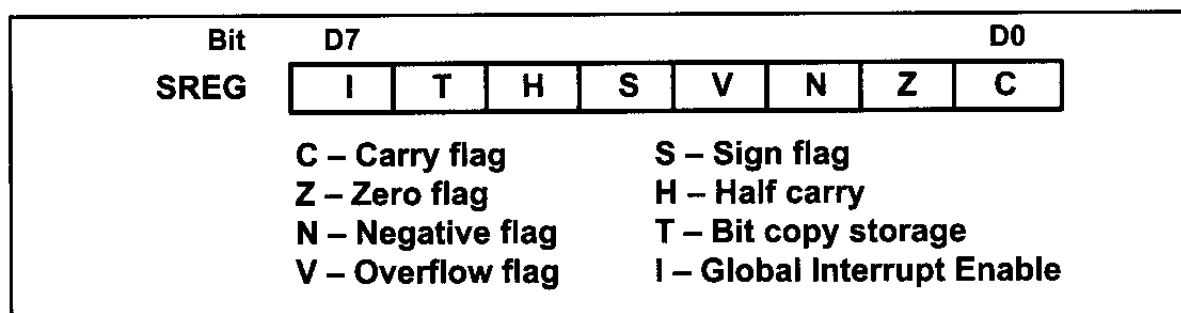 Bit D7 D0
SREG I T H S V N Z C
C – Carry flag S – Sign flag
Z – Zero flag H – Half carry
N – Negative flag T – Bit copy storage
V – Overflow flag I – Global Interrupt Enable